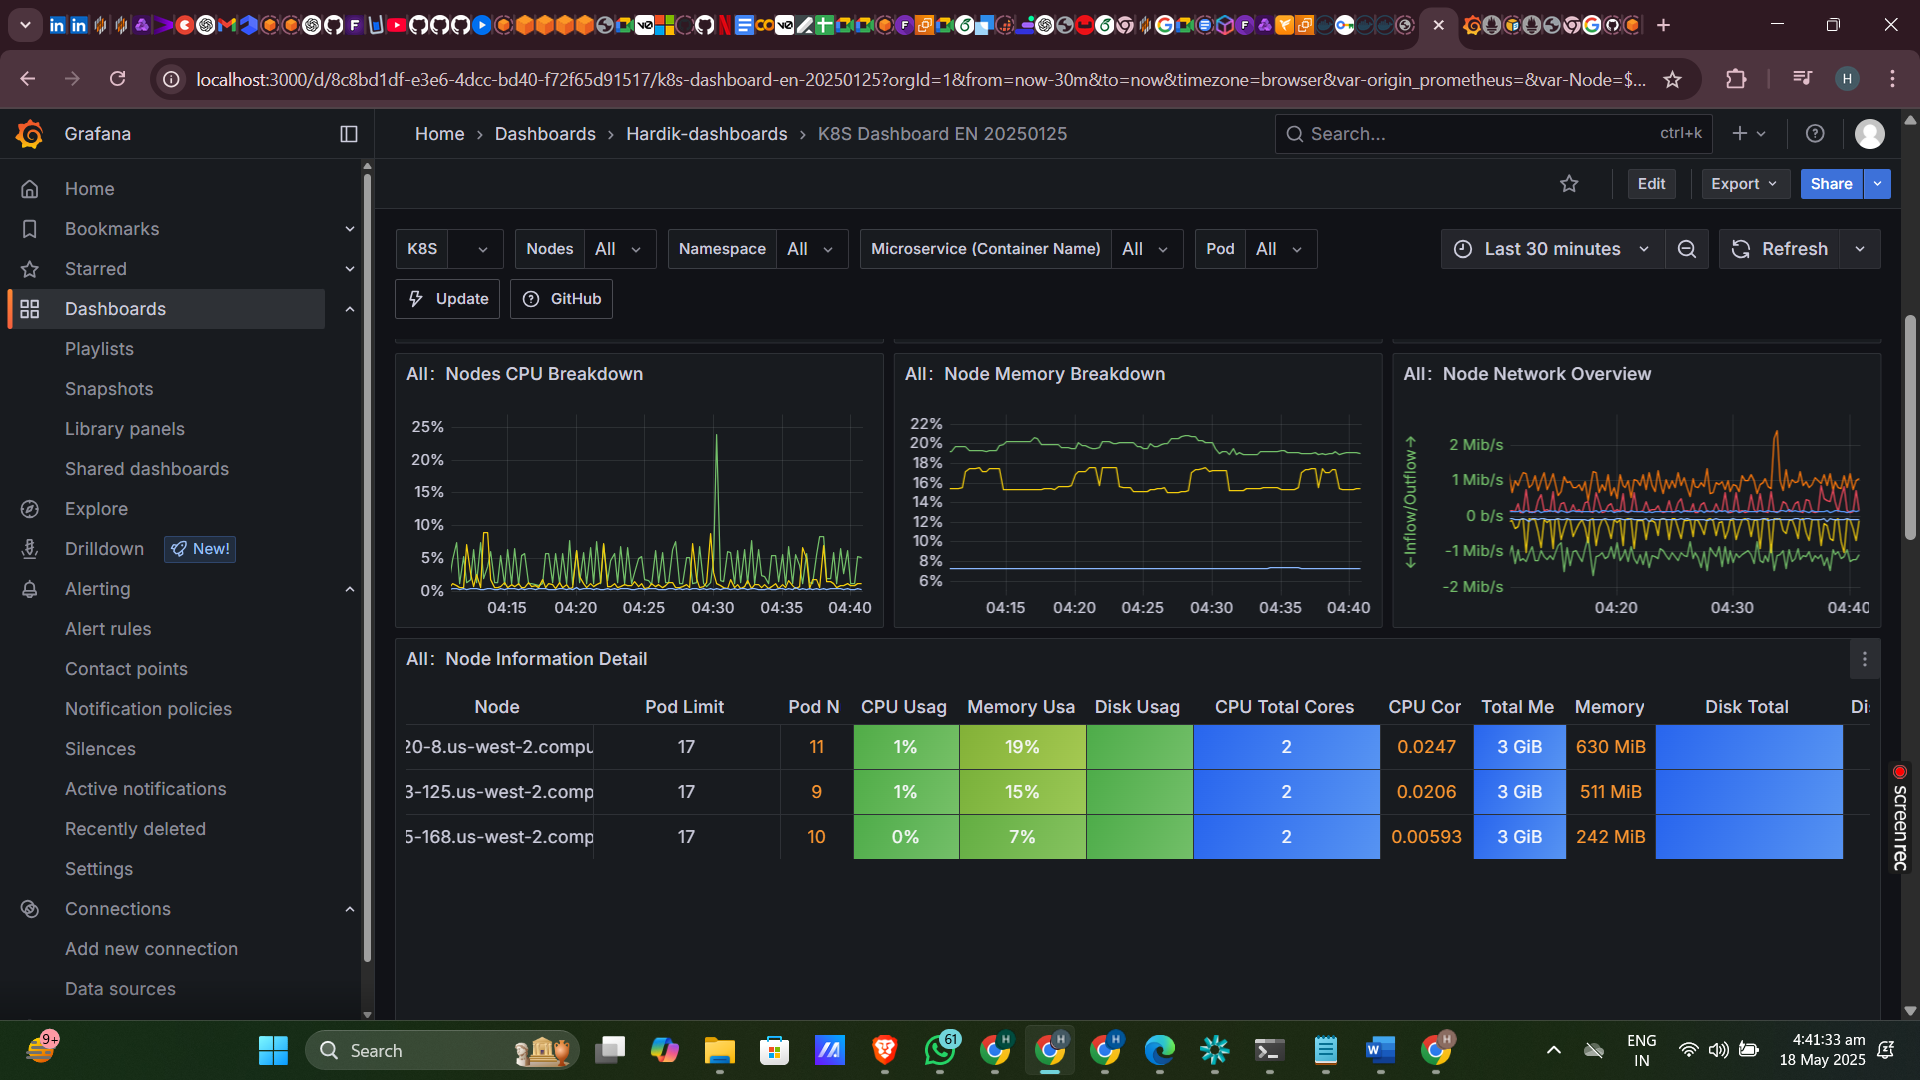 localhost:3000/d/8c8bd1df-e3e6-4dcc-bd40-f72f65d91517/k8s-dashboard-en-20250125?orgId=1&from=now-30m&to=now&timezone=browser&var-origin_prometheus=&var-Node=$...
H
Grafana
Home › Dashboards › Hardik-dashboards › K8S Dashboard EN 20250125
Search...
ctrl+k
Edit
Export
Share
Home
Bookmarks
Starred
Dashboards
Playlists
Snapshots
Library panels
Shared dashboards
Explore
Drilldown
New!
Alerting
Alert rules
Contact points
Notification policies
Silences
Active notifications
Recently deleted
Settings
Connections
Add new connection
Data sources
K8S
Nodes All
Namespace All
Microservice (Container Name) All
Pod All
Last 30 minutes
Refresh
Update
GitHub
All: Nodes CPU Breakdown
25%
20%
15%
10%
5%
0%
04:15 04:20 04:25 04:30 04:35 04:40
All: Node Memory Breakdown
22%
20%
18%
16%
14%
12%
10%
8%
6%
04:15 04:20 04:25 04:30 04:35 04:40
All: Node Network Overview
←Inflow/Outflow→
2 Mib/s
1 Mib/s
0 b/s
-1 Mib/s
-2 Mib/s
04:20 04:30 04:40
All: Node Information Detail
Node Pod Limit Pod N CPU Usag Memory Usa Disk Usag CPU Total Cores CPU Cor Total Me Memory Disk Total Di
20-8.us-west-2.compu 17 11 1% 19% 2 0.0247 3 GiB 630 MiB
3-125.us-west-2.comp 17 9 1% 15% 2 0.0206 3 GiB 511 MiB
5-168.us-west-2.comp 17 10 0% 7% 2 0.00593 3 GiB 242 MiB
screenrec
9+
Search
61
ENG
IN
4:41:33 am
18 May 2025